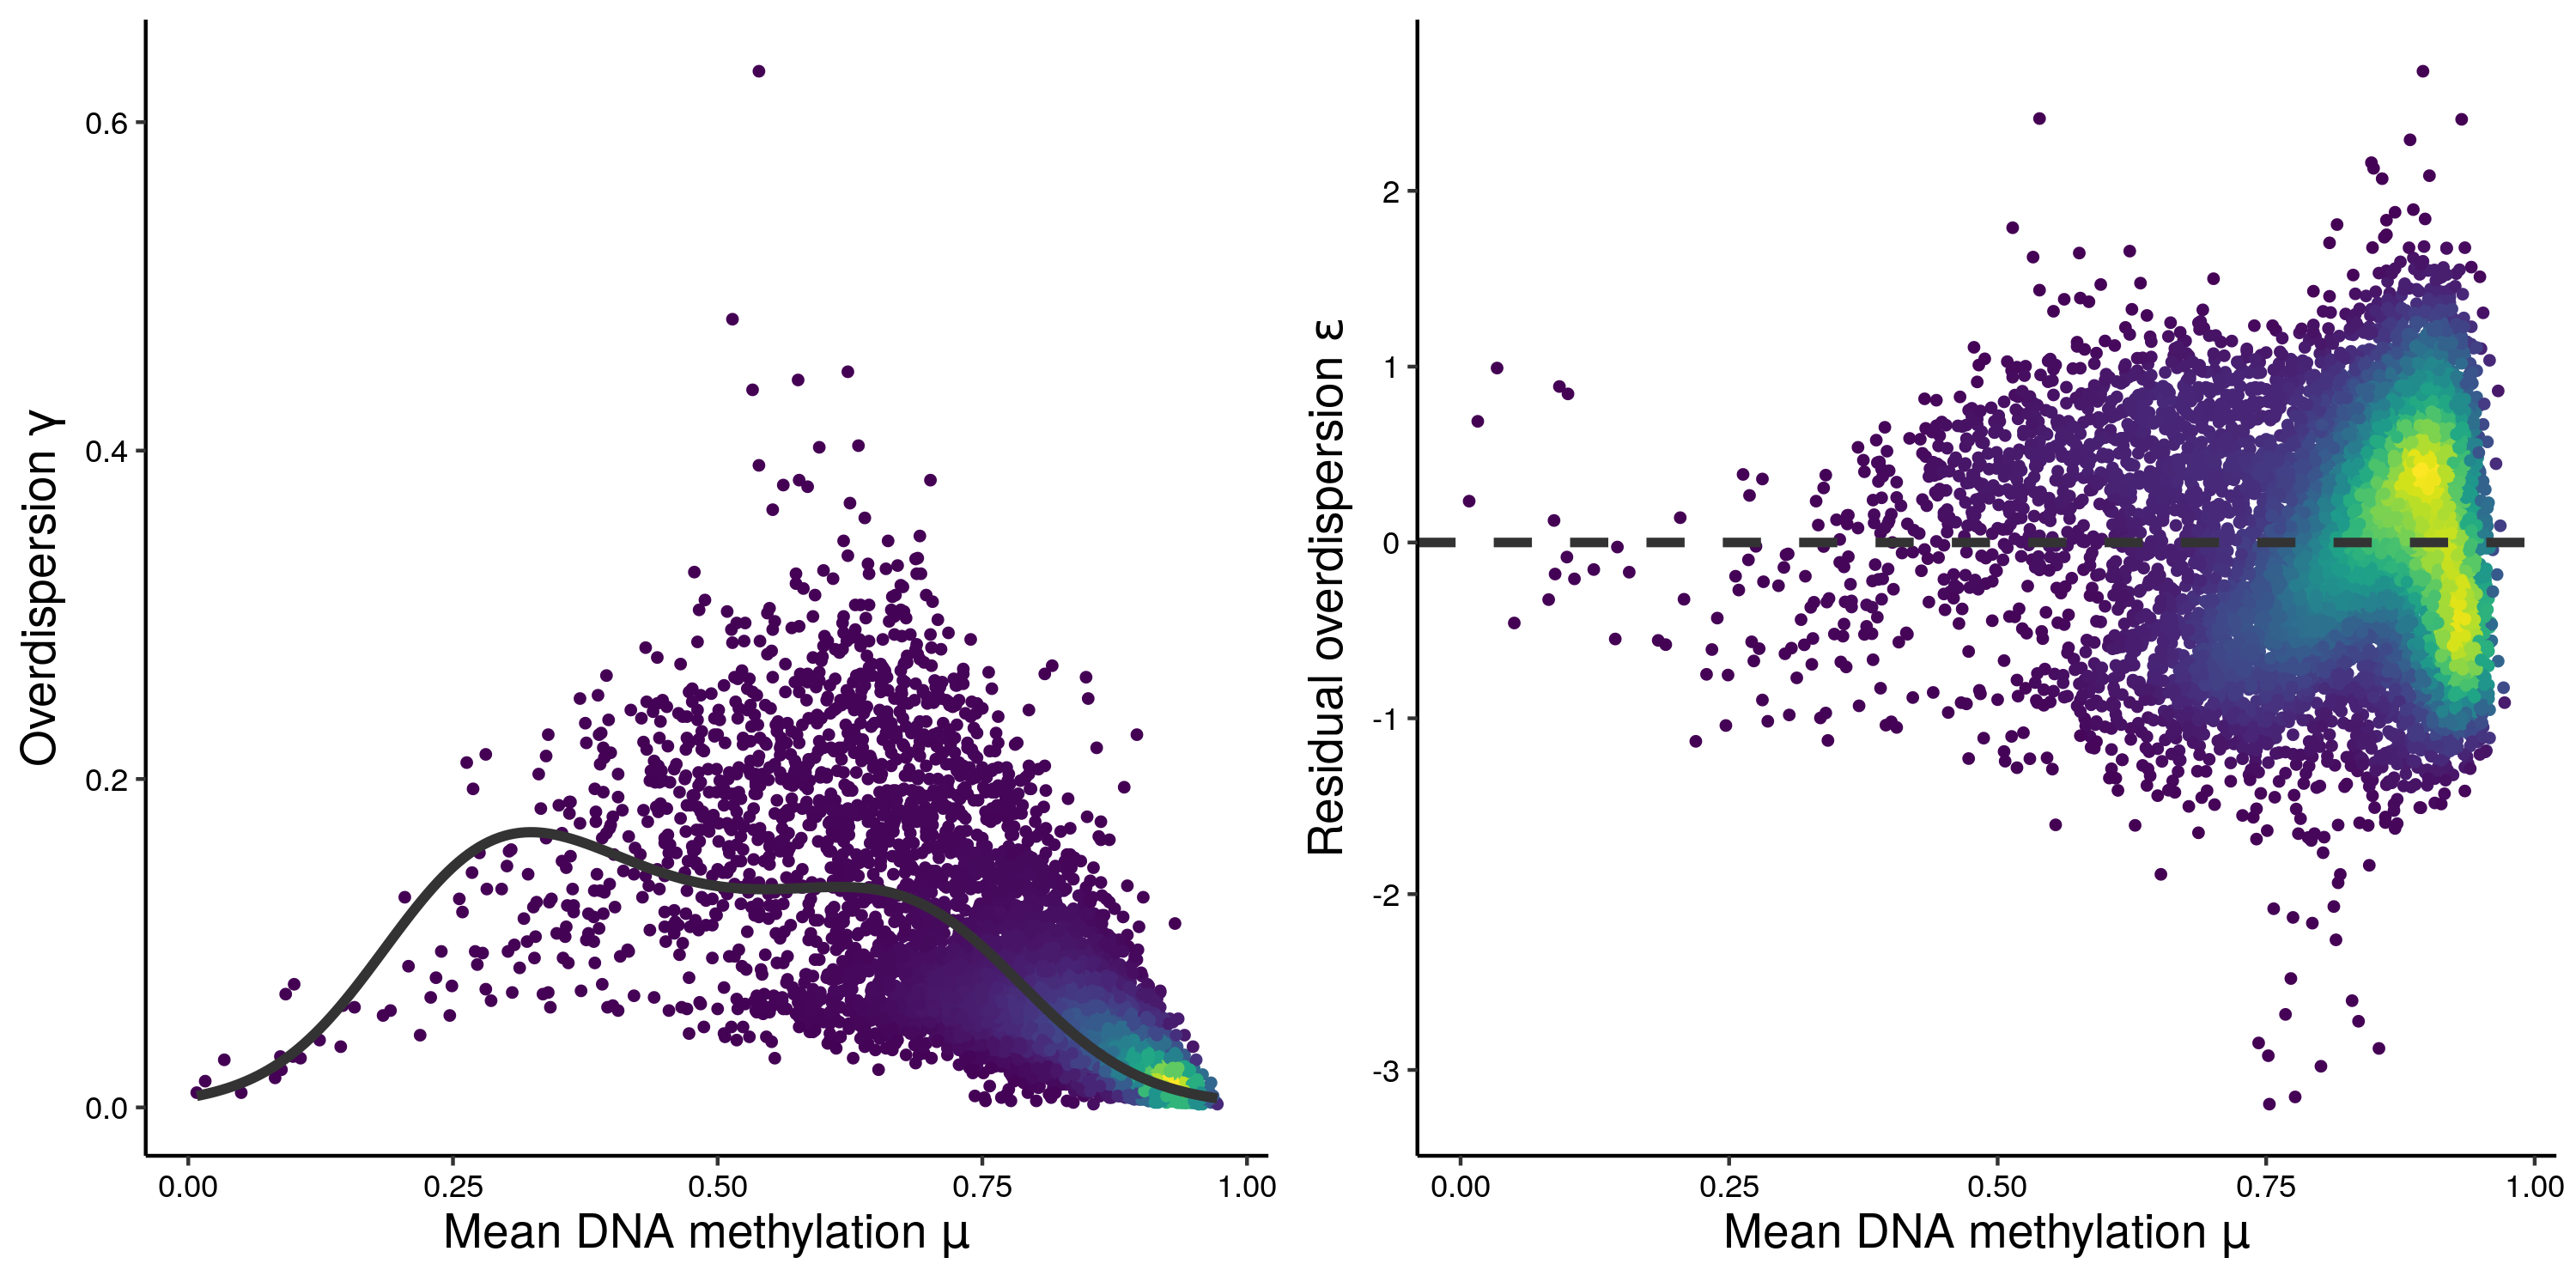 Overdispersion γ
0.6
0.4
0.2
0.0
0.00 0.25 0.50 0.75 1.00
Mean DNA methylation μ
Residual overdispersion ε
2
1
0
-1
-2
-3
0.00 0.25 0.50 0.75 1.00
Mean DNA methylation μ